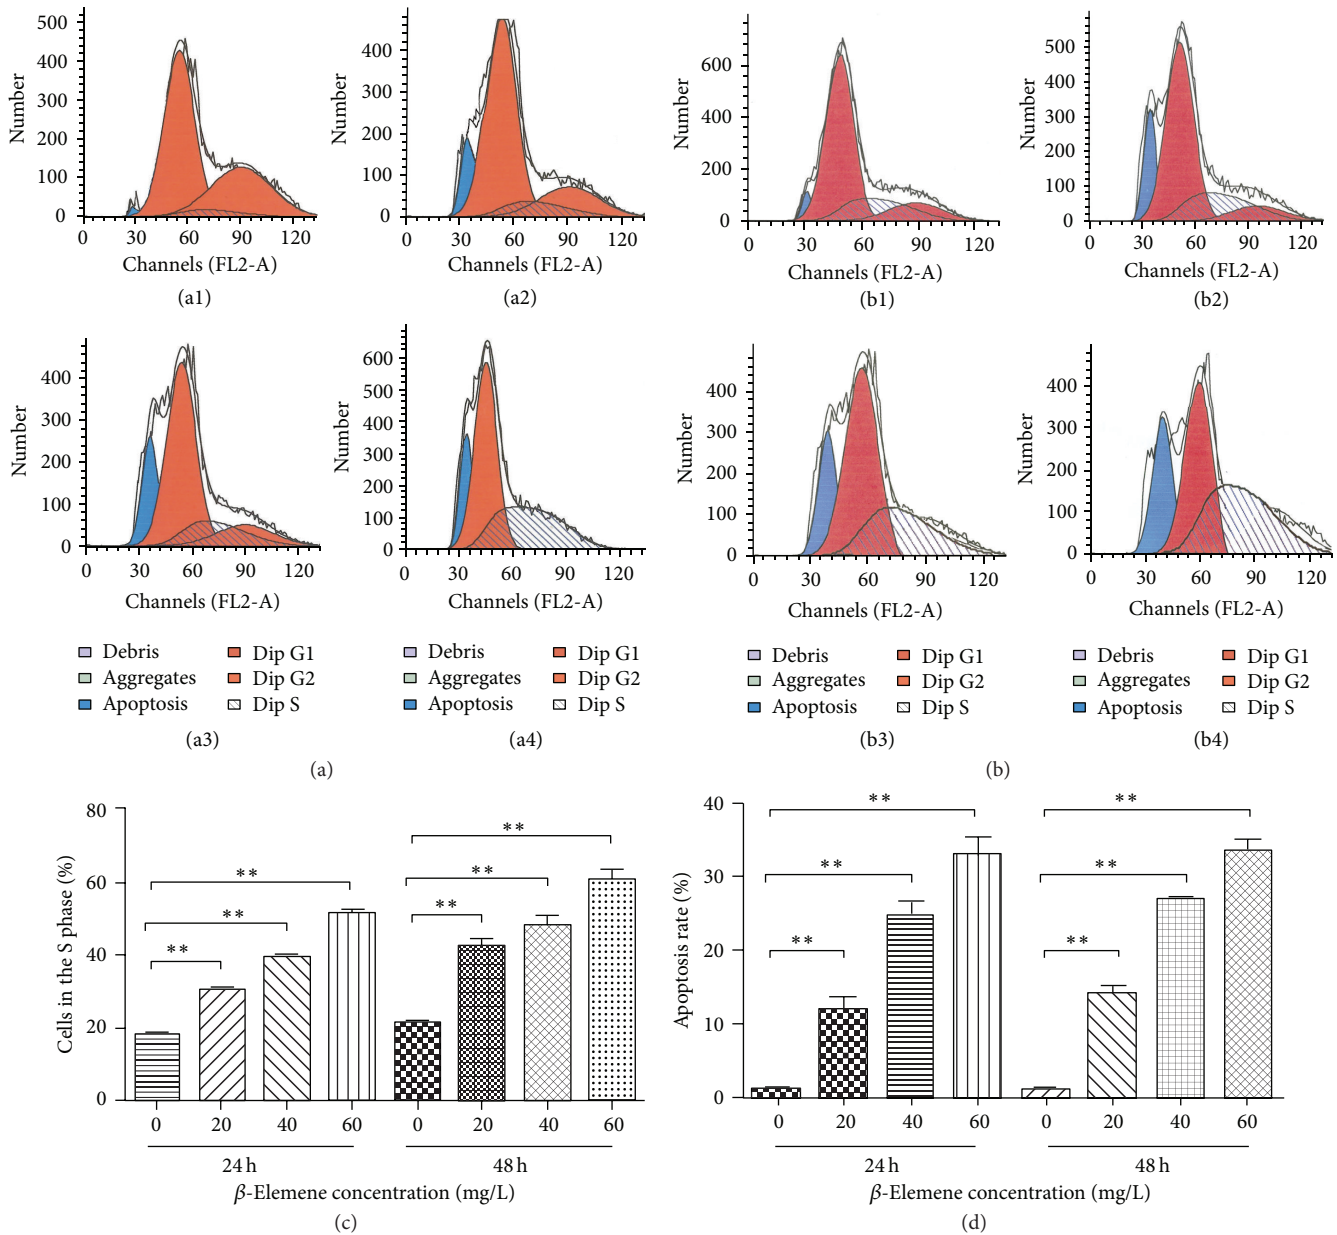 Number
500
400
300
200
100
0
0 30 60 90 120
Channels (FL2-A)
(a1)
Number
400
300
200
100
0
0 30 60 90 120
Channels (FL2-A)
(a2)
Number
600
400
200
0
0 30 60 90 120
Channels (FL2-A)
(b1)
Number
500
400
300
200
100
0
0 30 60 90 120
Channels (FL2-A)
(b2)
Number
400
300
200
100
0
0 30 60 90 120
Channels (FL2-A)
Debris Dip G1
Aggregates Dip G2
Apoptosis Dip S
(a3)
Number
600
500
400
300
200
100
0
0 30 60 90 120
Channels (FL2-A)
Debris Dip G1
Aggregates Dip G2
Apoptosis Dip S
(a4)
(a)
Number
400
300
200
100
0
0 30 60 90 120
Channels (FL2-A)
Debris Dip G1
Aggregates Dip G2
Apoptosis Dip S
(b3)
Number
400
300
200
100
0
0 30 60 90 120
Channels (FL2-A)
Debris Dip G1
Aggregates Dip G2
Apoptosis Dip S
(b4)
(b)
Cells in the S phase (%)
80
60
40
20
0
**
**
**
**
**
**
0 20 40 60 0 20 40 60
24 h 48 h
β-Elemene concentration (mg/L)
(c)
Apoptosis rate (%)
40
30
20
10
0
**
**
**
**
**
**
0 20 40 60 0 20 40 60
24 h 48 h
β-Elemene concentration (mg/L)
(d)